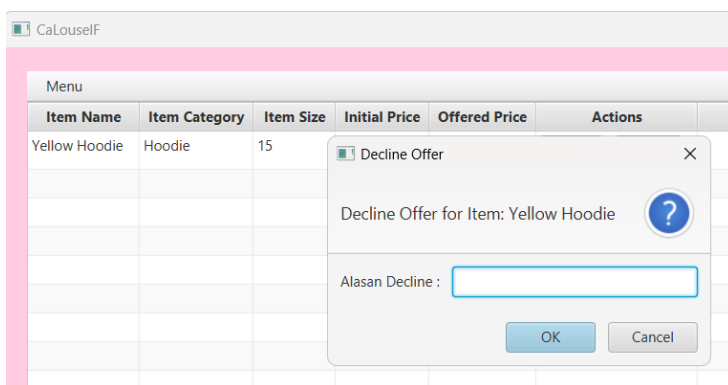 CaLouselF
Menu
Item Name Item Category Item Size Initial Price Offered Price Actions
Yellow Hoodie Hoodie 15
Decline Offer
Decline Offer for Item: Yellow Hoodie
?
Alasan Decline :
OK Cancel